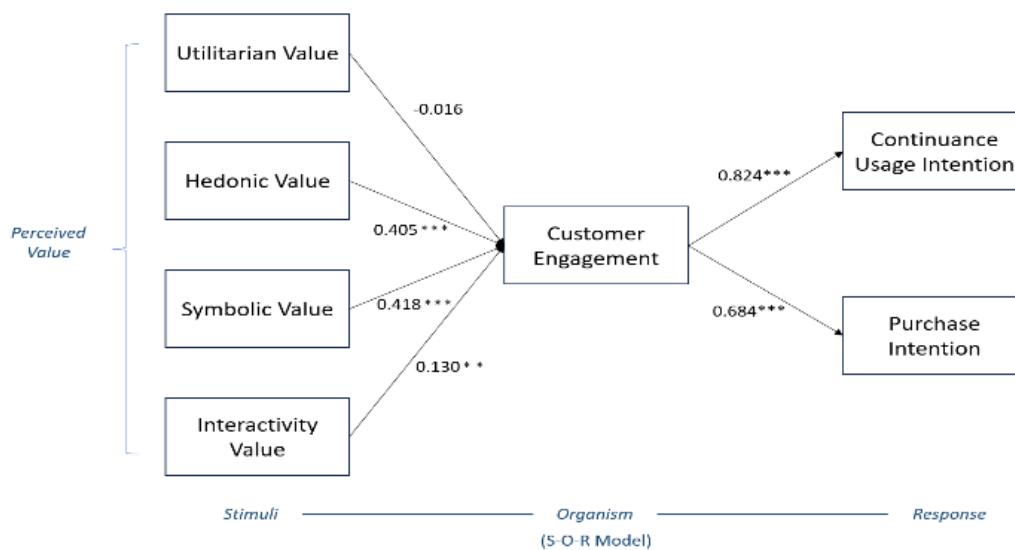 Utilitarian Value
-0.016
Continuance
Usage Intention
Hedonic Value
0.824***
0.405 ***
Perceived
Value
Customer
Engagement
Symbolic Value
0.418 ***
0.684***
Purchase
Intention
0.130 * *
Interactivity
Value
Stimuli
Organism
Response
(S-O-R Model)